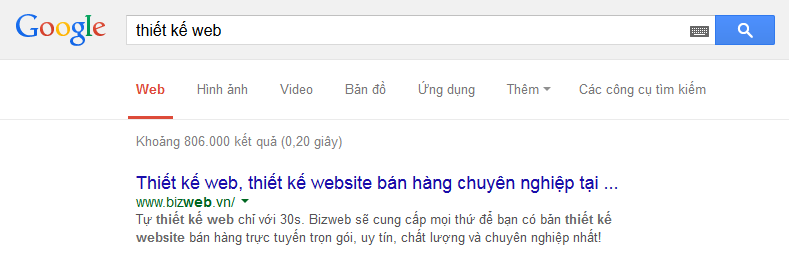 Google
thiết kế web
Web Hình ảnh Video Bản đồ Ứng dụng Thêm Các công cụ tìm kiếm
Khoảng 806.000 kết quả (0,20 giây)
Thiết kế web, thiết kế website bán hàng chuyên nghiệp tại ...
www.bizweb.vn/
Tự thiết kế web chỉ với 30s. Bizweb sẽ cung cấp mọi thứ để bạn có bản thiết kế
website bán hàng trực tuyến trọn gói, uy tín, chất lượng và chuyên nghiệp nhất!